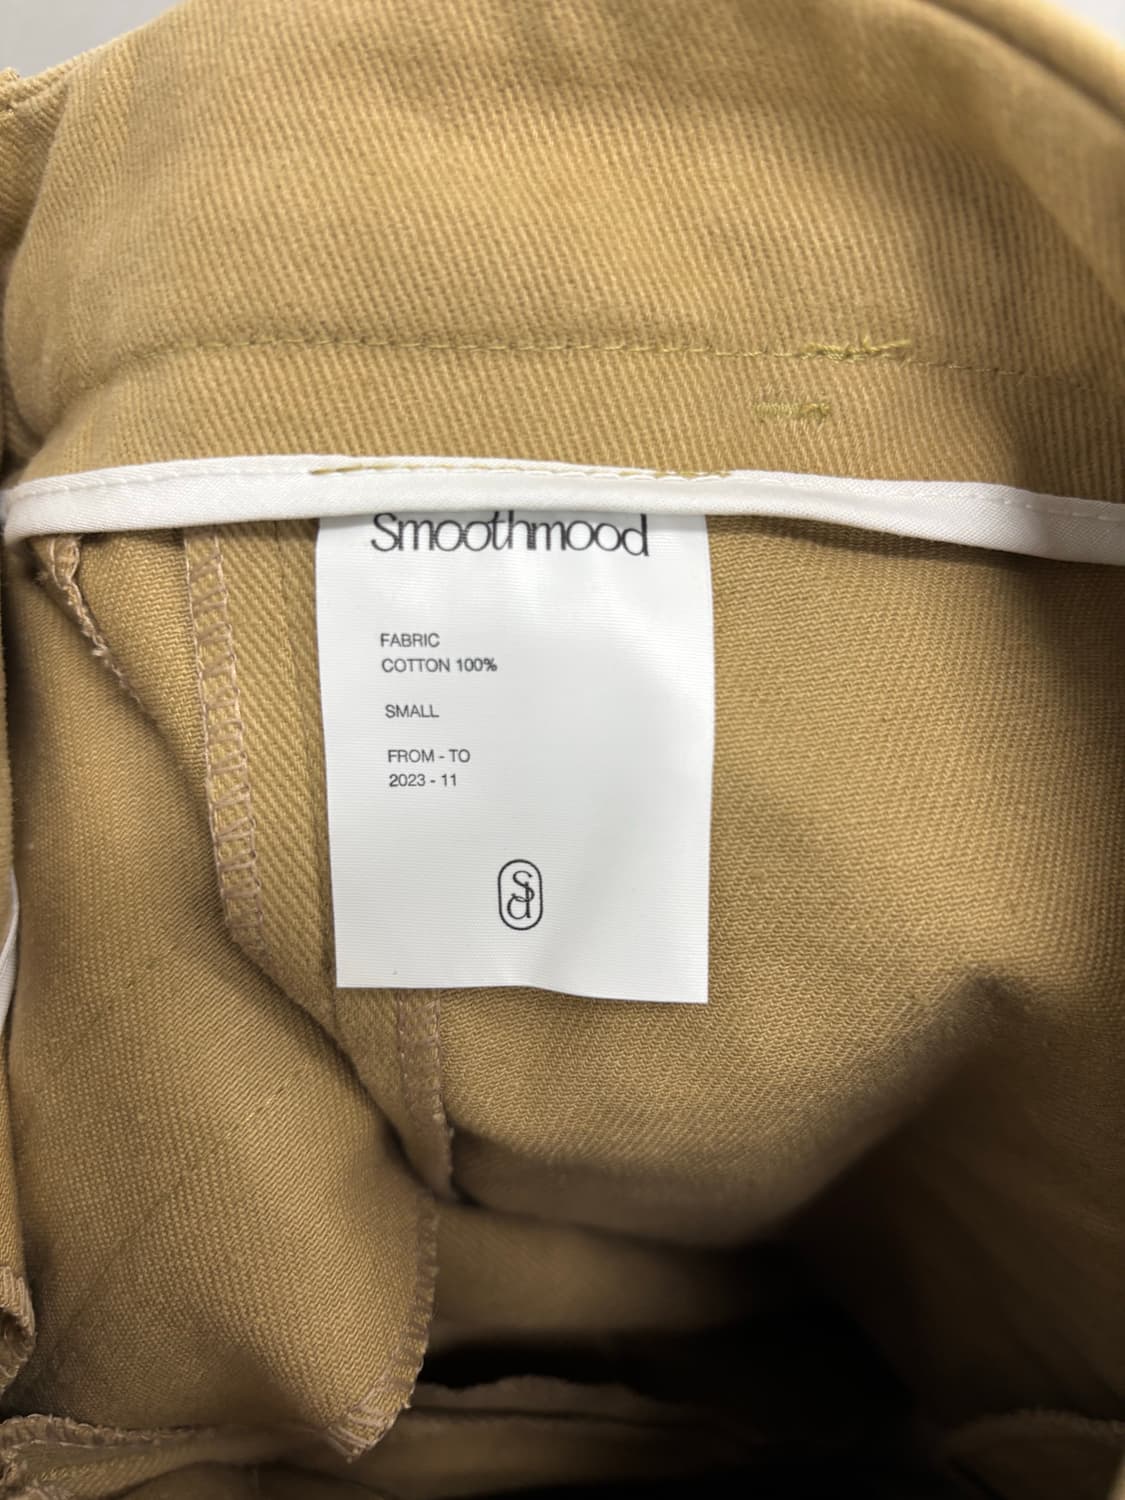 Smoothmood
FABRIC
COTTON 100%
SMALL
FROM - TO
2023 - 11